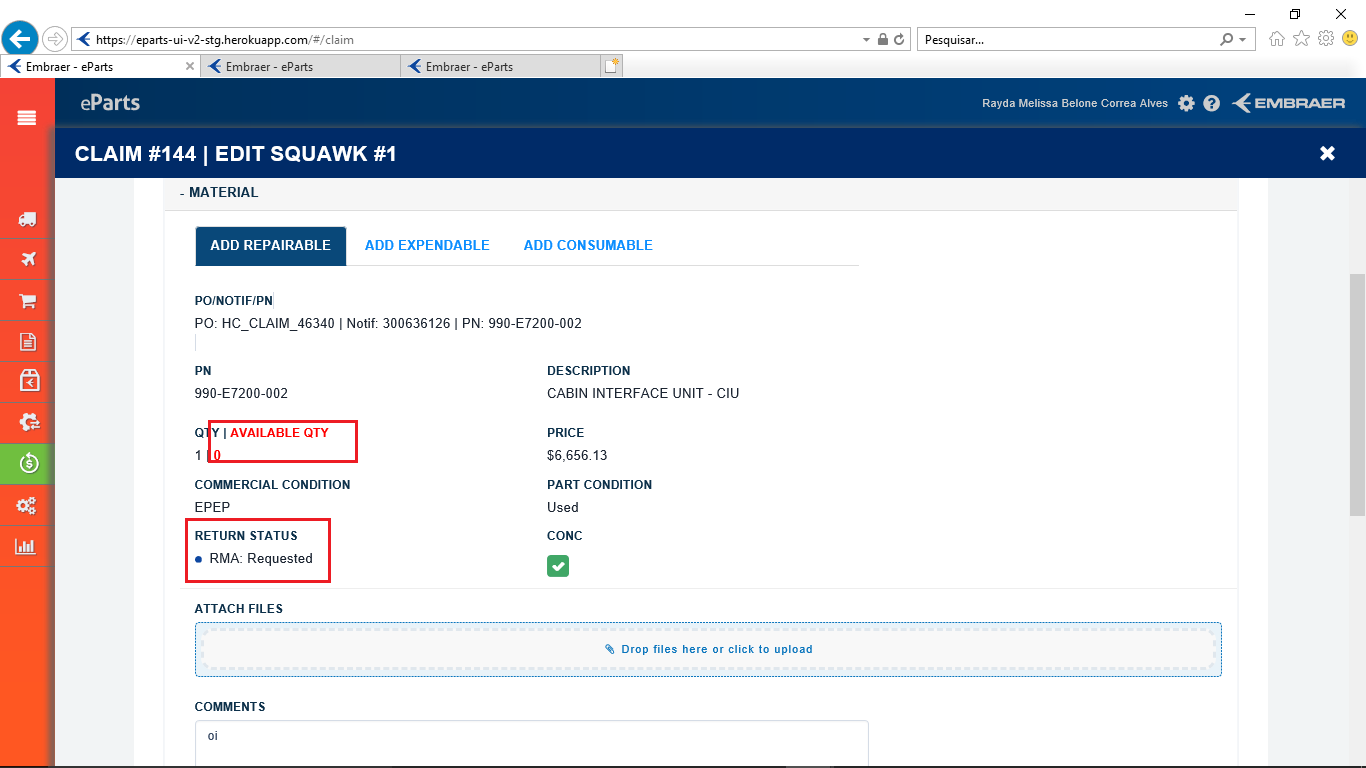 https://eparts-ui-v2-stg.herokuapp.com/#/claim
Pesquisar...
Embraer - eParts
Embraer - eParts
Embraer - eParts
eParts
Rayda Melissa Belone Correa Alves
EMBRAER
CLAIM #144 | EDIT SQUAWK #1
- MATERIAL
ADD REPAIRABLE ADD EXPENDABLE ADD CONSUMABLE
PO/NOTIF/PN
PO: HC_CLAIM_46340 | Notif: 300636126 | PN: 990-E7200-002
PN
990-E7200-002
DESCRIPTION
CABIN INTERFACE UNIT - CIU
QTY | AVAILABLE QTY
1 | 0
PRICE
$6,656.13
COMMERCIAL CONDITION
EPEP
PART CONDITION
Used
RETURN STATUS
RMA: Requested
CONC
ATTACH FILES
Drop files here or click to upload
COMMENTS
oi